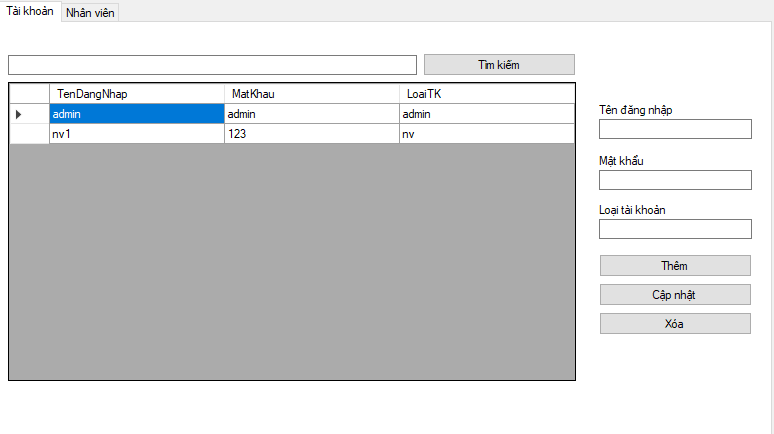 Tài khoản Nhân viên
Tìm kiếm
TenDangNhap MatKhau LoaiTK
admin admin admin
nv1 123 nv
Tên đăng nhập
Mật khẩu
Loại tài khoản
Thêm
Cập nhật
Xóa